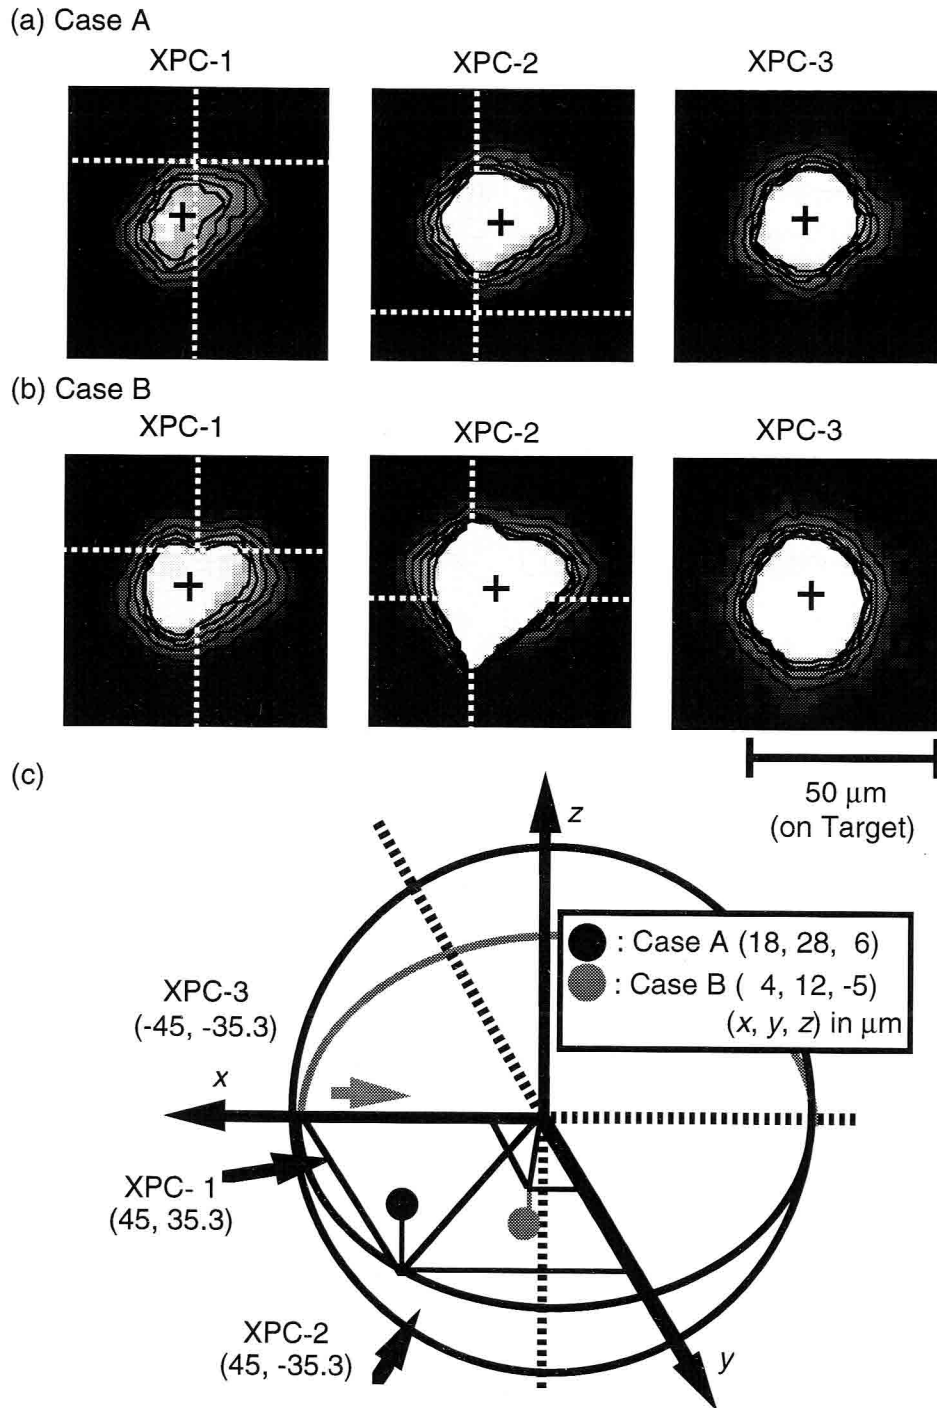 (a) Case A
XPC-1 XPC-2 XPC-3
(b) Case B
XPC-1 XPC-2 XPC-3
50 μm
(on Target)
(c)
z
: Case A (18, 28, 6)
: Case B ( 4, 12, -5)
(x, y, z) in μm
XPC-3
(-45, -35.3)
x
XPC- 1
(45, 35.3)
XPC-2
(45, -35.3)
y